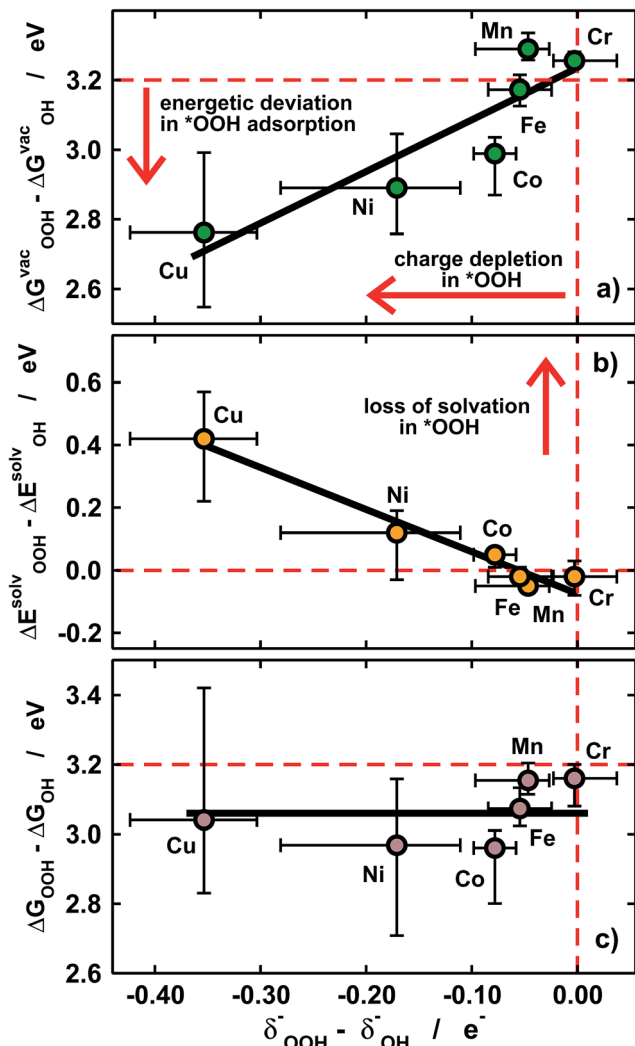 ΔG^vac_OOH - ΔG^vac_OH / eV
3.2
3.0
2.8
2.6
energetic deviation
in *OOH adsorption
Mn
Cr
Fe
Co
Ni
Cu
charge depletion
in *OOH
a)
ΔE^solv_OOH - ΔE^solv_OH / eV
0.6
0.4
0.2
0.0
-0.2
b)
Cu
loss of solvation
in *OOH
Ni
Co
Fe
Mn
Cr
ΔG_OOH - ΔG_OH / eV
3.4
3.2
3.0
2.8
2.6
Mn
Cr
Cu
Fe
Ni
Co
c)
-0.40
-0.30
-0.20
-0.10
0.00
δ^-_OOH - δ^-_OH / e^-